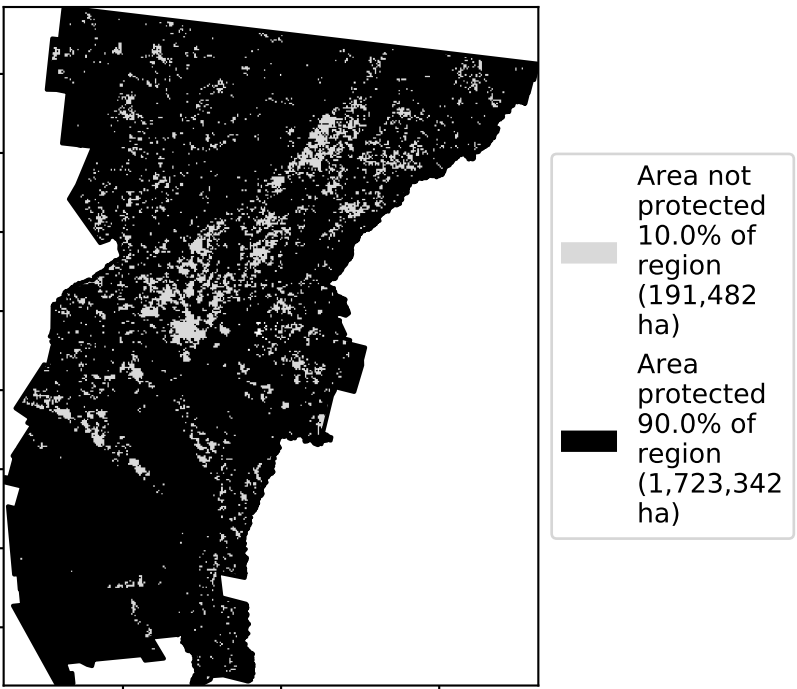 Area not
protected
10.0% of
region
(191,482
ha)
Area
protected
90.0% of
region
(1,723,342
ha)